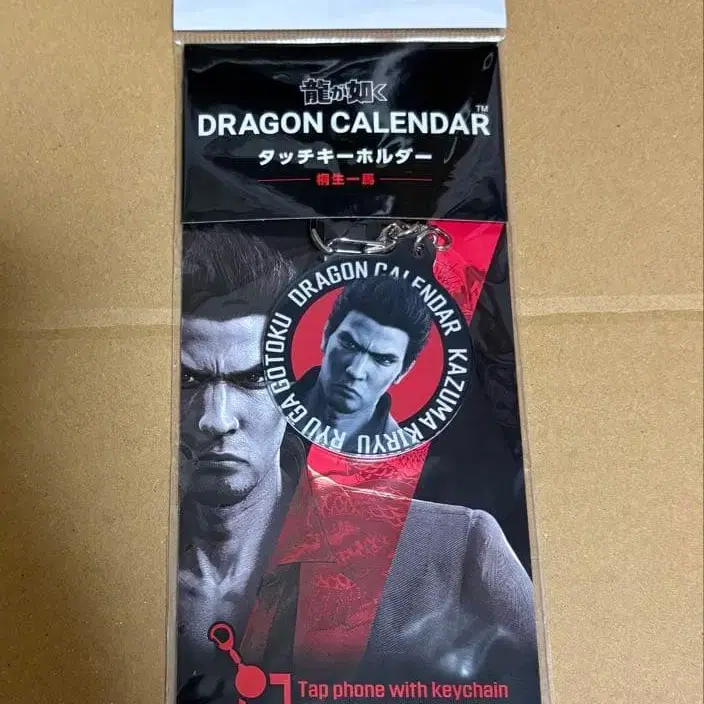 龍が如く
DRAGON CALENDAR™
タッチキーホルダー
桐生一馬
DRAGON CALENDAR
KAZUMA KIRYU
RYU GA GOTOKU
Tap phone with keychain